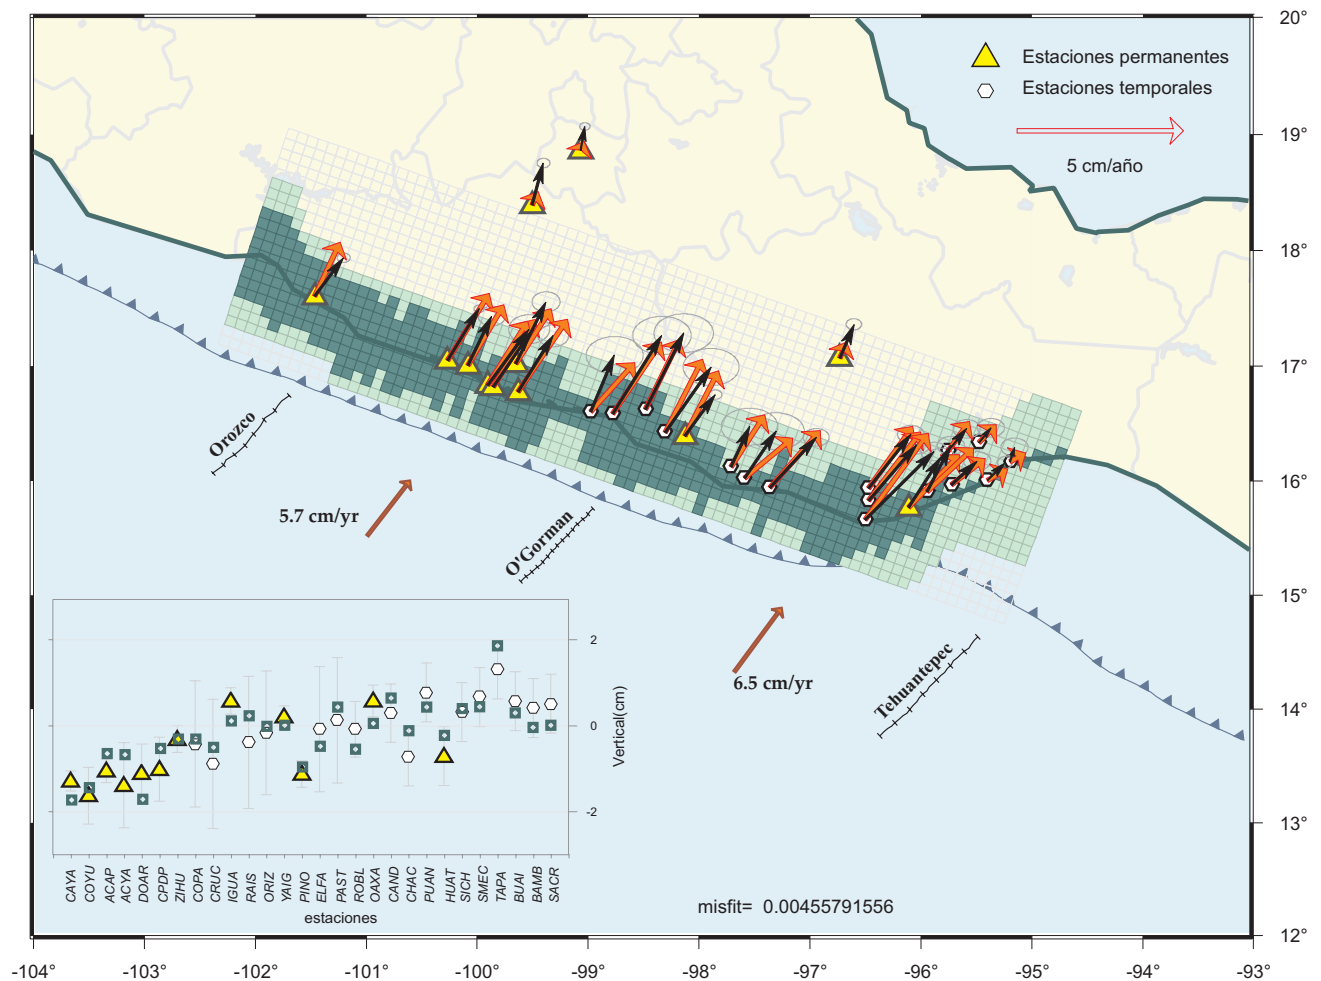 20°
Estaciones permanentes
Estaciones temporales
19°
5 cm/año
18°
17°
Orozco
16°
5.7 cm/yr
O'Gorman
15°
6.5 cm/yr
Tehuantepec
14°
2
0
-2
Vertical(cm)
13°
CAYA COYU ACAP ACYA DOAR CPDP ZIHU COPA CRUC IGUA RAIS ORIZ YAIG PINO ELFA PAST ROBL OAXA CAND CHAC PUAN HUAT SICH SMEC TAPA BUAI BAMB SACR
estaciones
misfit= 0.00455791556
12°
-104° -103° -102° -101° -100° -99° -98° -97° -96° -95° -94° -93°